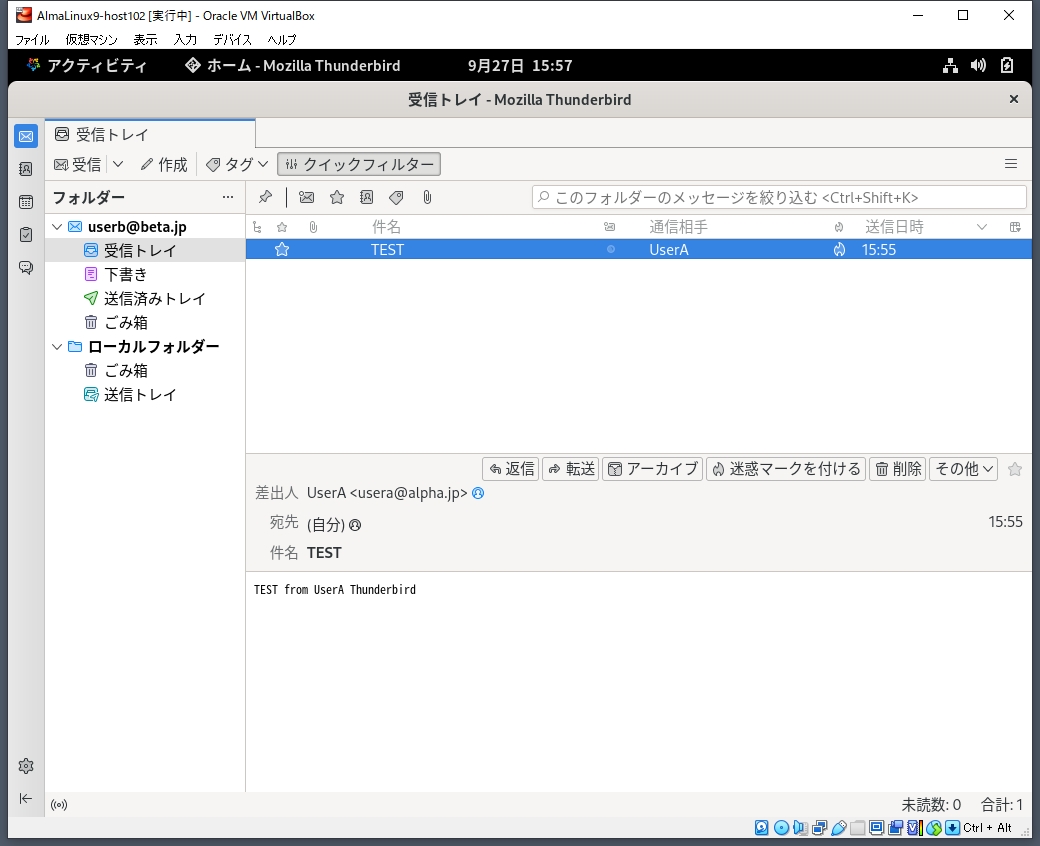 AlmaLinux9-host102 [実行中] - Oracle VM VirtualBox
ファイル 仮想マシン 表示 入力 デバイス ヘルプ
アクティビティ ホーム - Mozilla Thunderbird 9月27日 15:57
受信トレイ - Mozilla Thunderbird
受信トレイ
受信 作成 タグ クイックフィルター
フォルダー
このフォルダーのメッセージを絞り込む <Ctrl+Shift+K>
userb@beta.jp
受信トレイ
下書き
送信済みトレイ
ごみ箱
ローカルフォルダー
ごみ箱
送信トレイ
件名 通信相手 送信日時
TEST UserA 15:55
返信 転送 アーカイブ 迷惑マークを付ける 削除 その他
差出人 UserA <usera@alpha.jp>
宛先 (自分) 15:55
件名 TEST
TEST from UserA Thunderbird
未読数: 0 合計: 1
Ctrl + Alt